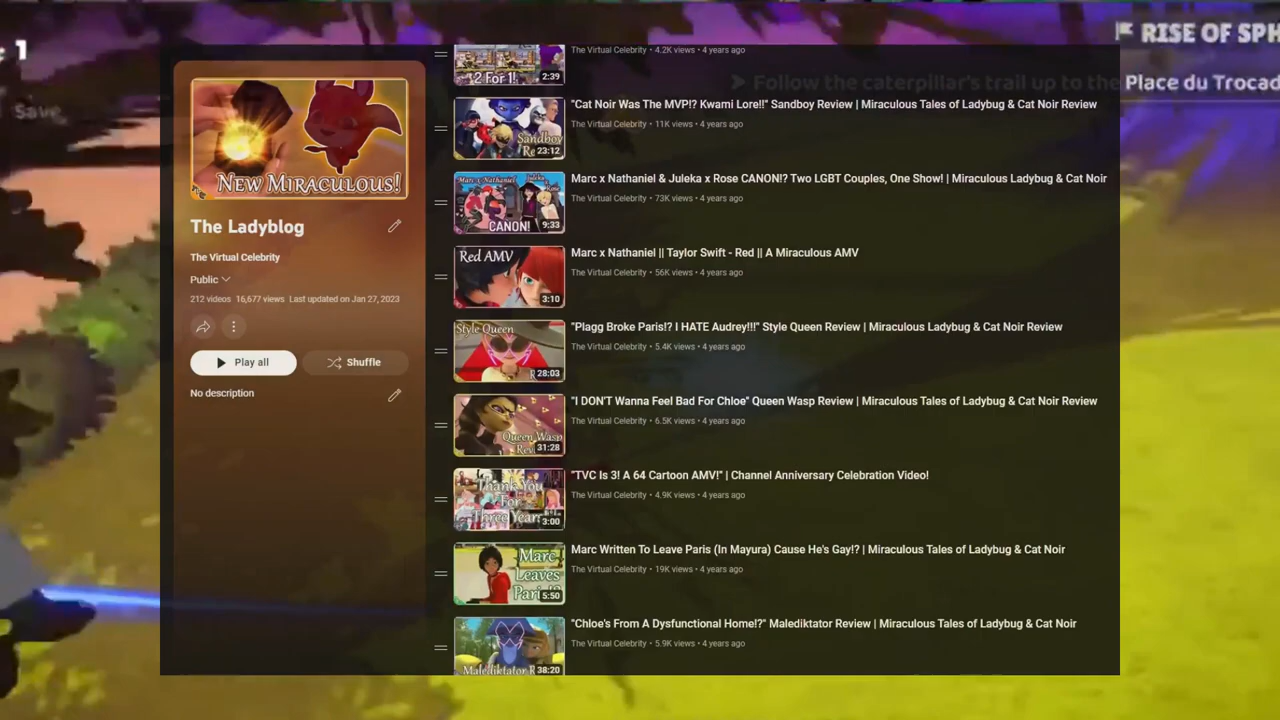 1
Save
RISE OF SPH
Follow the caterpillar's trail up to the Place du Trocad
NEW MIRACULOUS!
The Ladyblog
The Virtual Celebrity
Public
212 videos 16,677 views Last updated on Jan 27, 2023
Play all
Shuffle
No description
2 For 1!
2:39
The Virtual Celebrity • 4.2K views • 4 years ago
Sandboy
Re
23:12
"Cat Noir Was The MVP!? Kwami Lore!!" Sandboy Review | Miraculous Tales of Ladybug & Cat Noir Review
The Virtual Celebrity • 11K views • 4 years ago
Marc x Nathaniel
Juleka x Rose
CANON!
9:33
Marc x Nathaniel & Juleka x Rose CANON!? Two LGBT Couples, One Show! | Miraculous Ladybug & Cat Noir
The Virtual Celebrity • 73K views • 4 years ago
Red AMV
3:10
Marc x Nathaniel || Taylor Swift - Red || A Miraculous AMV
The Virtual Celebrity • 56K views • 4 years ago
Style Queen
28:03
"Plagg Broke Paris!? I HATE Audrey!!!" Style Queen Review | Miraculous Ladybug & Cat Noir Review
The Virtual Celebrity • 5.4K views • 4 years ago
Queen Wasp
Rev
31:28
"I DON'T Wanna Feel Bad For Chloe" Queen Wasp Review | Miraculous Tales of Ladybug & Cat Noir Review
The Virtual Celebrity • 6.5K views • 4 years ago
Thank You
For
Three Year
3:00
"TVC Is 3! A 64 Cartoon AMV!" | Channel Anniversary Celebration Video!
The Virtual Celebrity • 4.9K views • 4 years ago
Marc
Leaves
Pari
5:50
Marc Written To Leave Paris (In Mayura) Cause He's Gay!? | Miraculous Tales of Ladybug & Cat Noir
The Virtual Celebrity • 19K views • 4 years ago
Malediktator R
38:20
"Chloe's From A Dysfunctional Home!?" Malediktator Review | Miraculous Tales of Ladybug & Cat Noir
The Virtual Celebrity • 5.9K views • 4 years ago